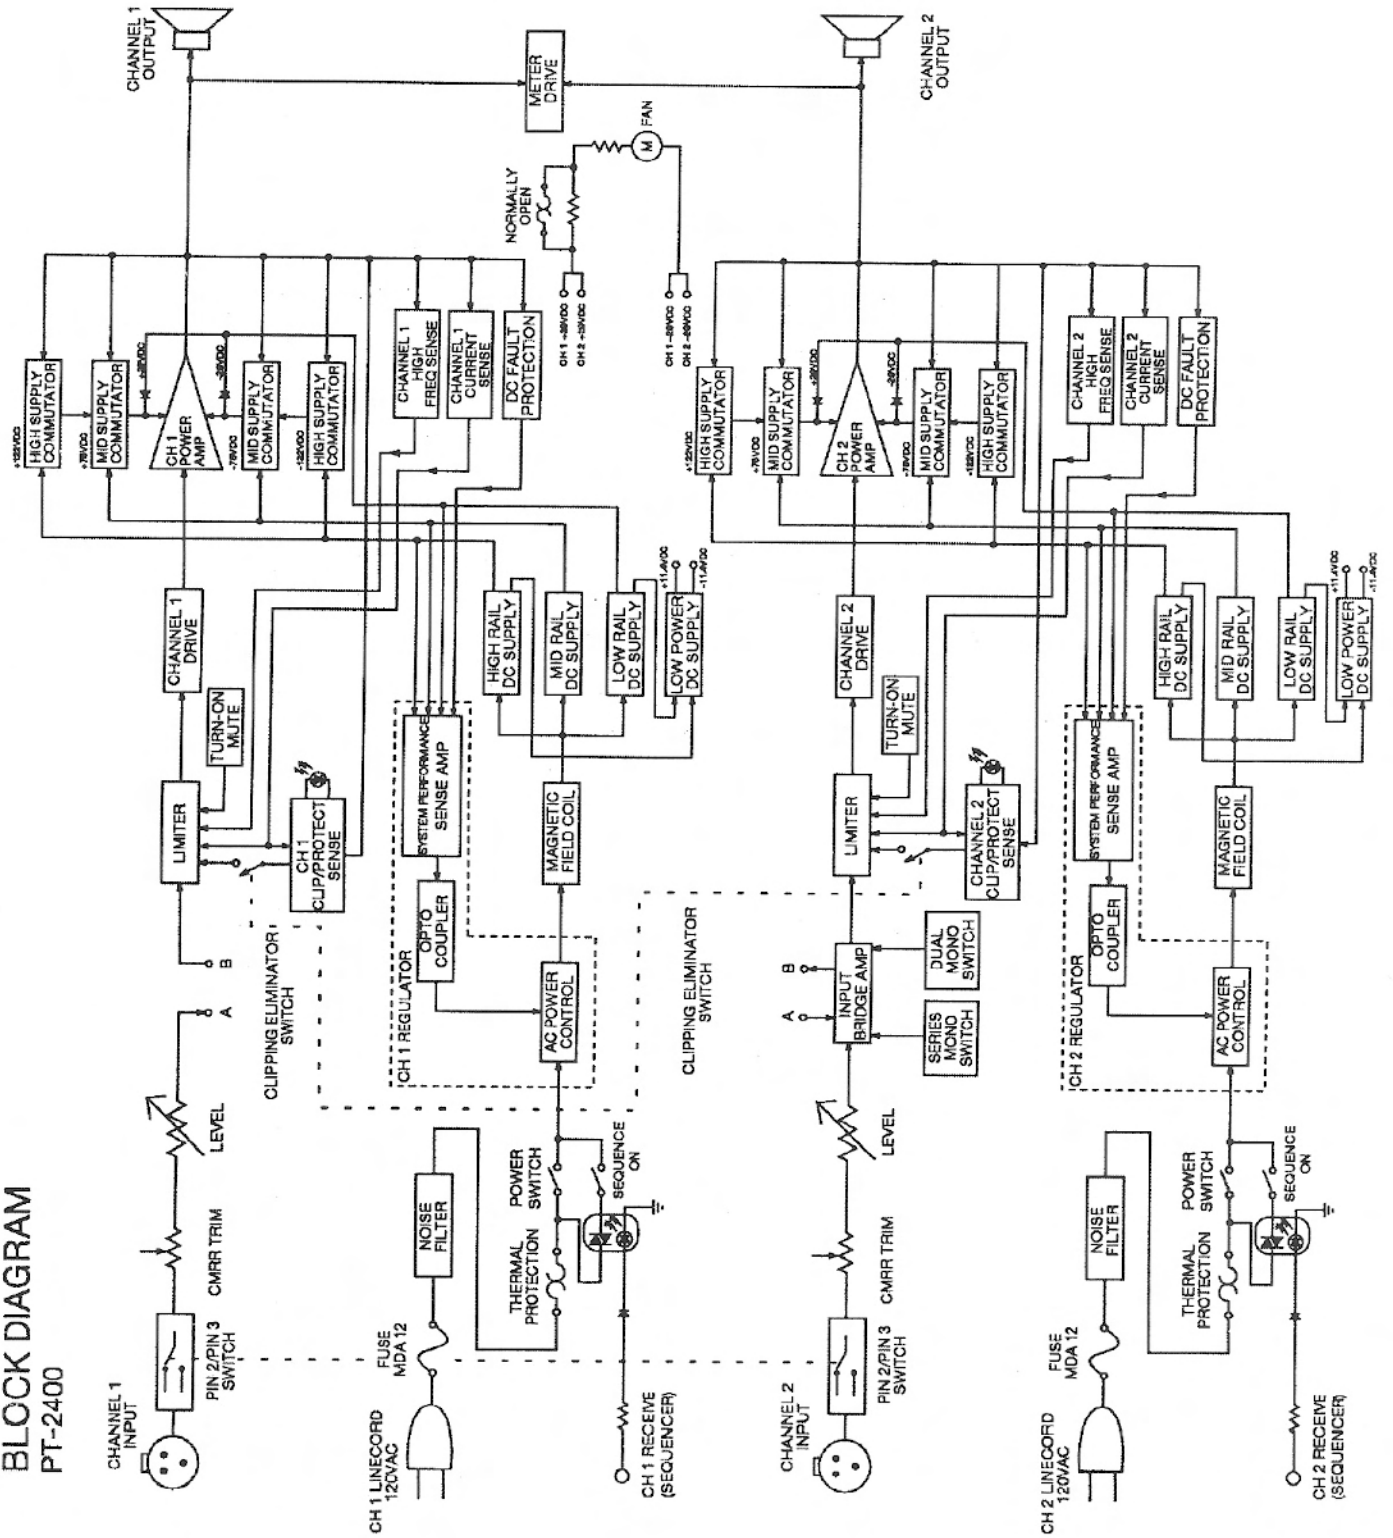 BLOCK DIAGRAM
PT-2400
CHANNEL 1
INPUT
PIN 2/PIN 3
SWITCH
CMRR TRIM
LEVEL
A
B
LIMITER
TURN-ON
MUTE
CHANNEL 1
DRIVE
CH 1
POWER
AMP
+122VDC
HIGH SUPPLY
COMMUTATOR
+75VDC
MID SUPPLY
COMMUTATOR
-75VDC
MID SUPPLY
COMMUTATOR
-122VDC
HIGH SUPPLY
COMMUTATOR
CHANNEL 1
HIGH
FREQ SENSE
CHANNEL 1
CURRENT
SENSE
DC FAULT
PROTECTION
CHANNEL 1
OUTPUT
METER
DRIVE
CLIPPING ELIMINATOR
SWITCH
CH 1
CLIP/PROTECT
SENSE
CH 1 REGULATOR
SYSTEM PERFORMANCE
SENSE AMP
OPTO
COUPLER
AC POWER
CONTROL
MAGNETIC
FIELD COIL
HIGH RAIL
DC SUPPLY
MID RAIL
DC SUPPLY
LOW RAIL
DC SUPPLY
LOW POWER
DC SUPPLY
NORMALLY
OPEN
M
FAN
CH 1 LINECORD
120VAC
FUSE
MDA 12
NOISE
FILTER
THERMAL
PROTECTION
POWER
SWITCH
SEQUENCE
ON
CH 1 RECEIVE
(SEQUENCER)
CHANNEL 2
INPUT
PIN 2/PIN 3
SWITCH
CMRR TRIM
LEVEL
A
B
INPUT
BRIDGE AMP
SERIES
MONO
SWITCH
DUAL
MONO
SWITCH
CLIPPING ELIMINATOR
SWITCH
LIMITER
TURN-ON
MUTE
CHANNEL 2
CLIP/PROTECT
SENSE
CHANNEL 2
DRIVE
CH 2
POWER
AMP
+122VDC
HIGH SUPPLY
COMMUTATOR
+75VDC
MID SUPPLY
COMMUTATOR
MID SUPPLY
COMMUTATOR
HIGH SUPPLY
COMMUTATOR
CHANNEL 2
HIGH
FREQ SENSE
CHANNEL 2
CURRENT
SENSE
DC FAULT
PROTECTION
CHANNEL 2
OUTPUT
CH 2 REGULATOR
SYSTEM PERFORMANCE
SENSE AMP
OPTO
COUPLER
AC POWER
CONTROL
MAGNETIC
FIELD COIL
HIGH RAIL
DC SUPPLY
MID RAIL
DC SUPPLY
LOW RAIL
DC SUPPLY
LOW POWER
DC SUPPLY
CH 2 LINECORD
120VAC
FUSE
MDA 12
NOISE
FILTER
THERMAL
PROTECTION
POWER
SWITCH
SEQUENCE
ON
CH 2 RECEIVE
(SEQUENCER)